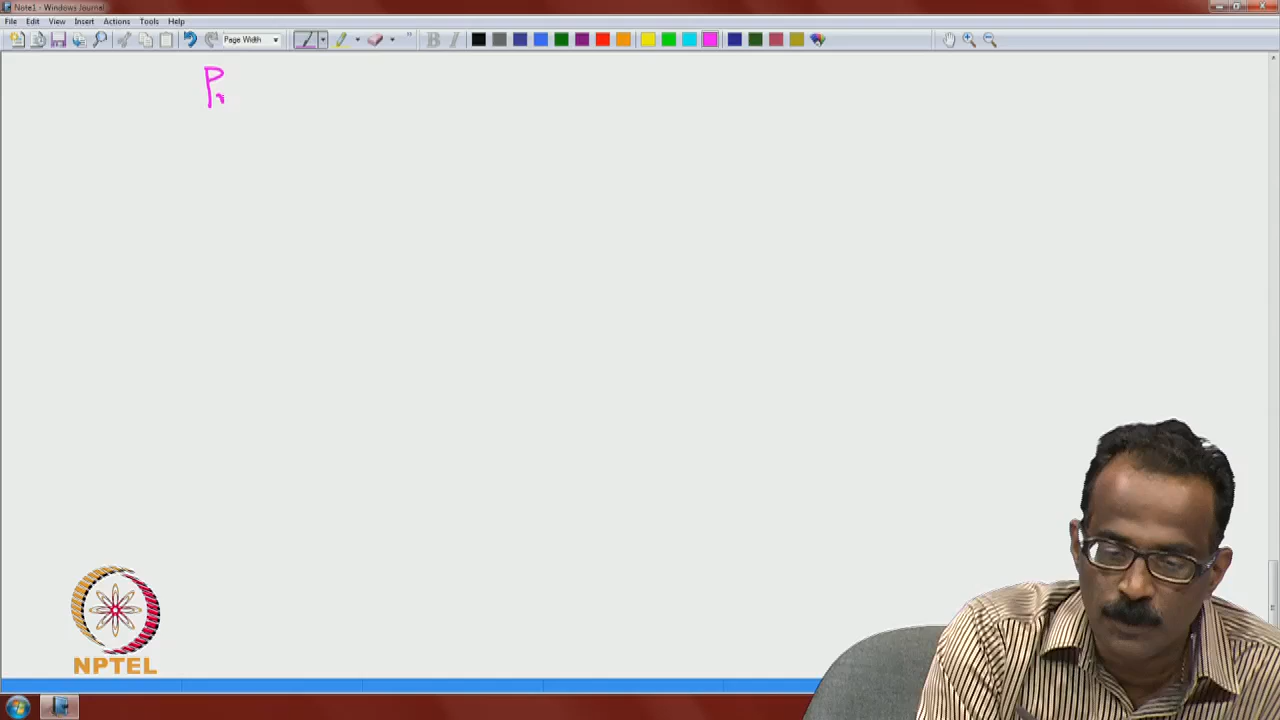 Note1 - Windows Journal
File Edit View Insert Actions Tools Help
Page Width
B I
P
NPTEL